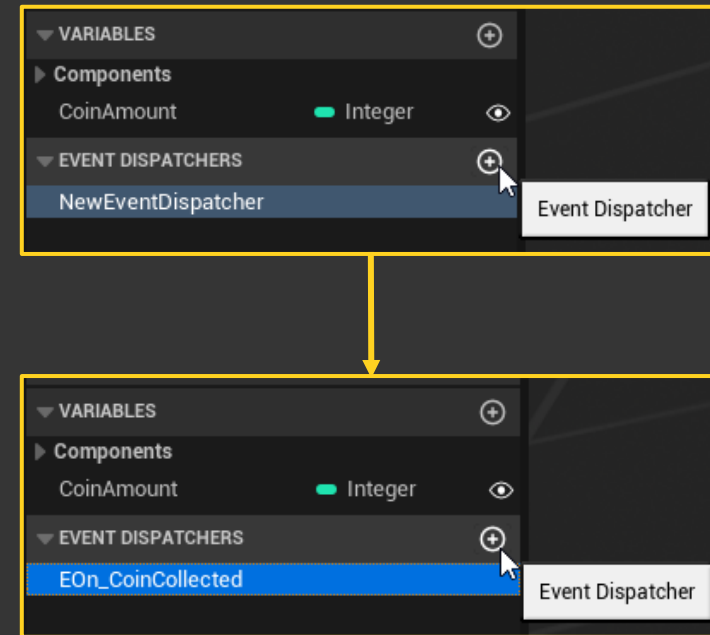 VARIABLES
Components
CoinAmount Integer
EVENT DISPATCHERS
NewEventDispatcher
Event Dispatcher
VARIABLES
Components
CoinAmount Integer
EVENT DISPATCHERS
EOn_CoinCollected
Event Dispatcher